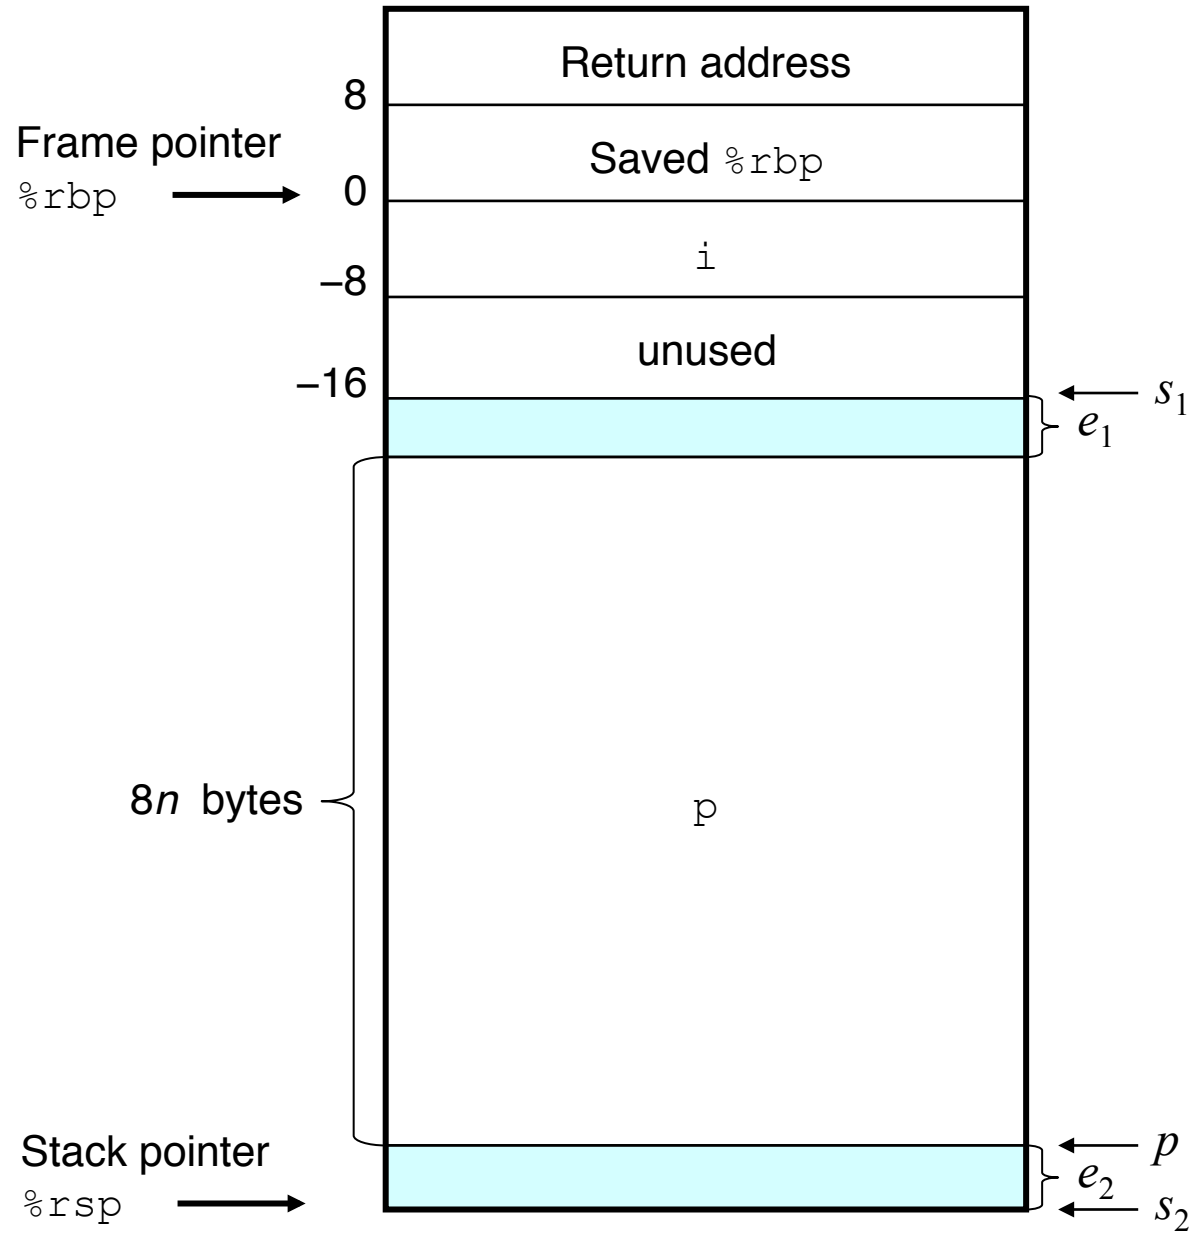 Return address
8
Frame pointer
Saved %rbp
%rbp
0
i
−8
unused
−16
s1
e1
8n bytes
p
Stack pointer
p
e2
%rsp
s2